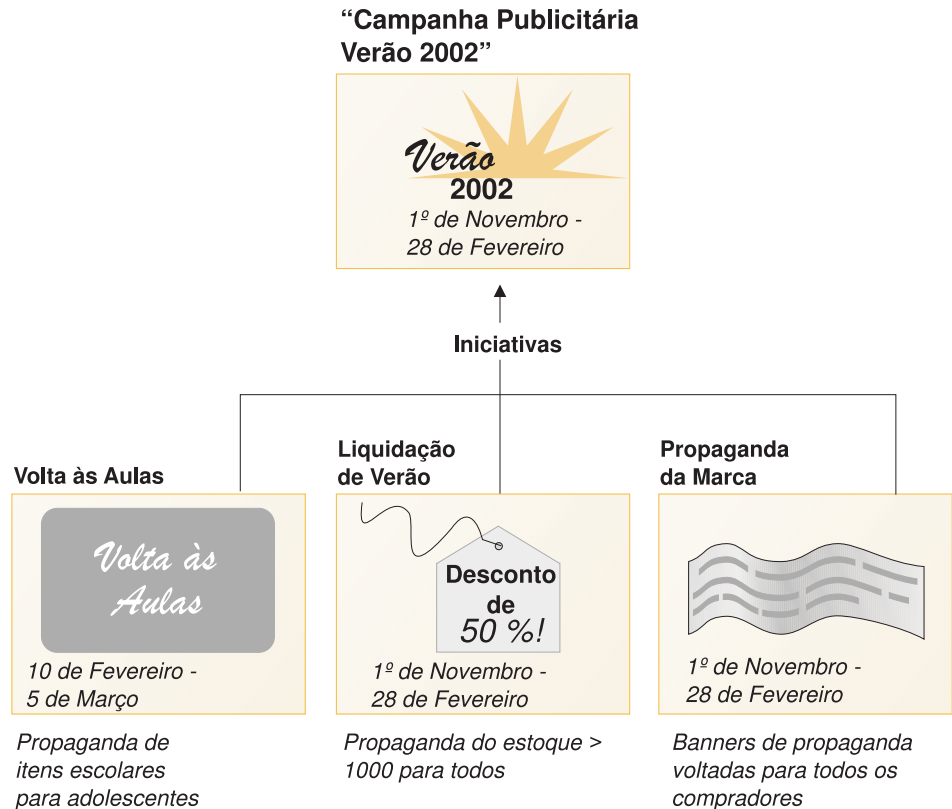 “Campanha Publicitária
Verão 2002”
Verão
2002
1º de Novembro -
28 de Fevereiro
Iniciativas
Volta às Aulas
Volta às
Aulas
10 de Fevereiro -
5 de Março
Propaganda de
itens escolares
para adolescentes
Liquidação
de Verão
Desconto
de
50 %!
1º de Novembro -
28 de Fevereiro
Propaganda do estoque >
1000 para todos
Propaganda
da Marca
1º de Novembro -
28 de Fevereiro
Banners de propaganda
voltadas para todos os
compradores